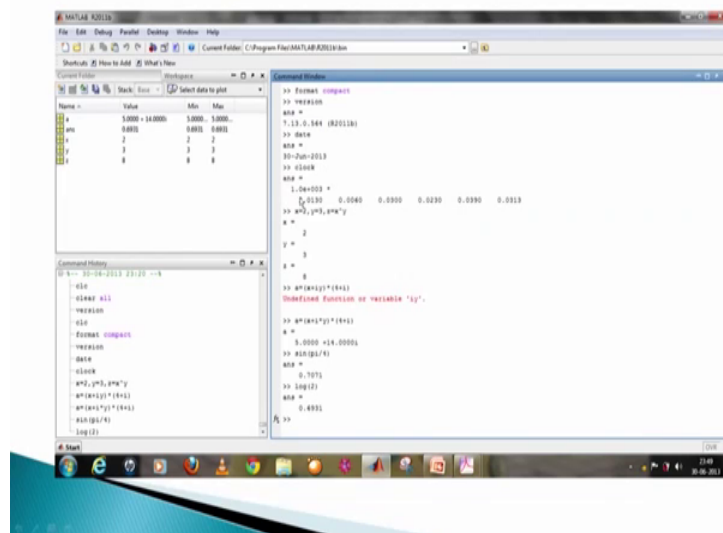 MATLAB R2011b
File Edit Debug Parallel Desktop Window Help
Current Folder: C:\Program Files\MATLAB\R2011b\bin
Shortcuts How to Add What's New
Current Folder Workspace
Stack: Base Select data to plot
Name Value Min Max
a 5.0000 + 14.0000i 5.0000... 5.0000...
ans 0.6931 0.6931 0.6931
x 2 2 2
y 3 3 3
z 8 8 8
Command History
%-- 30-06-2013 23:20 --%
clc
clear all
version
clc
format compact
version
date
clock
x=2,y=3,z=x^y
a=(x+iy)*(4+i)
a=(x+i*y)*(4+i)
sin(pi/4)
log(2)
Command Window
>> format compact
>> version
ans =
7.13.0.564 (R2011b)
>> date
ans =
30-Jun-2013
>> clock
ans =
1.0e+003 *
2.0130 0.0060 0.0300 0.0230 0.0390 0.0313
>> x=2,y=3,z=x^y
x =
2
y =
3
z =
8
>> a=(x+iy)*(4+i)
Undefined function or variable 'iy'.
>> a=(x+i*y)*(4+i)
a =
5.0000 +14.0000i
>> sin(pi/4)
ans =
0.7071
>> log(2)
ans =
0.6931
fx >>
Start
OVR
23:49
30-06-2013